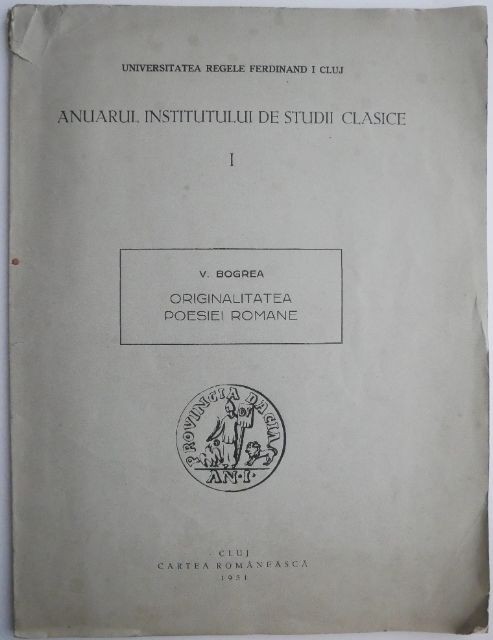 UNIVERSITATEA REGELE FERDINAND I CLUJ
ANUARUL INSTITUTULUI DE STUDII CLASICE
I
V. BOGREA
ORIGINALITATEA
POESIEI ROMANE
PROVINCIA DACIA
AN·I·
CLUJ
CARTEA ROMÂNEASCĂ
1931